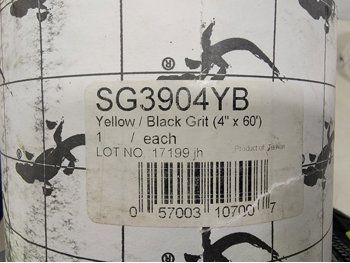 ®
SG3904YB
Yellow / Black Grit (4" x 60')
1 / each
LOT NO. 17199 jh
Product of Taiwan
0 57003 10700 7
®